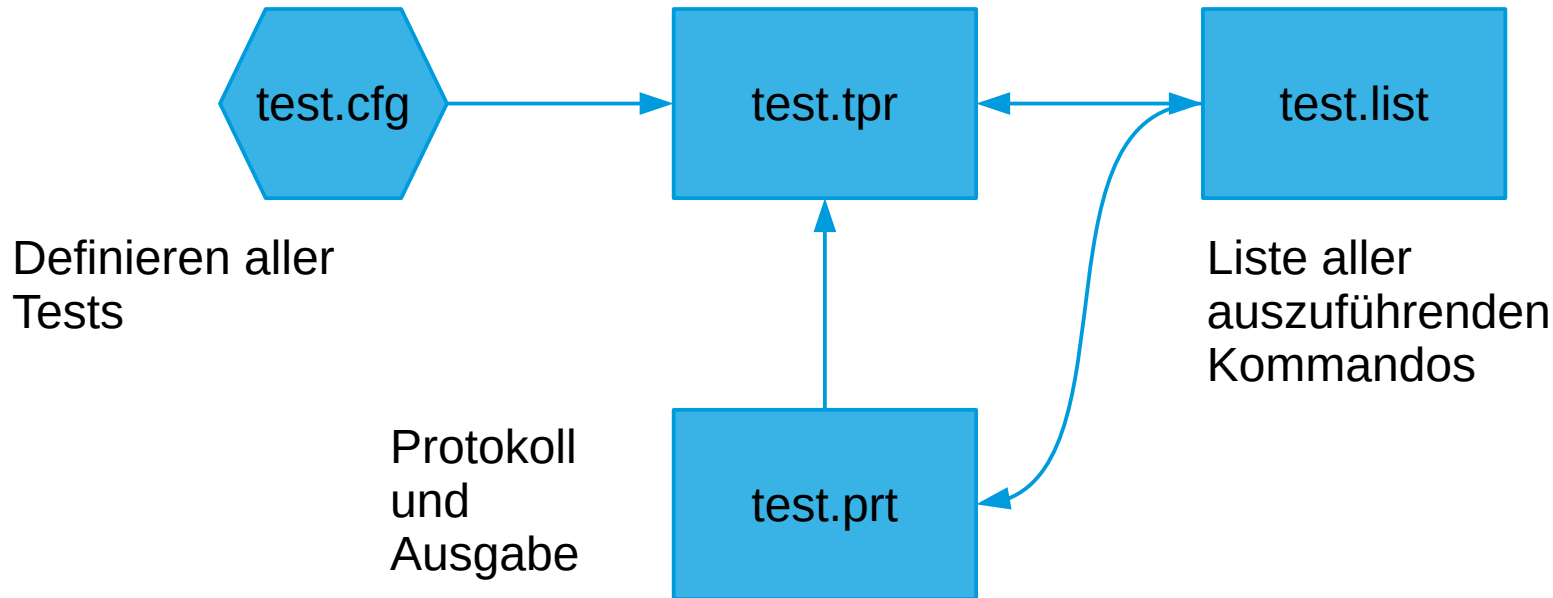 test.cfg
test.tpr
test.list
Definieren aller
Tests
Liste aller
auszuführenden
Kommandos
Protokoll
und
Ausgabe
test.prt